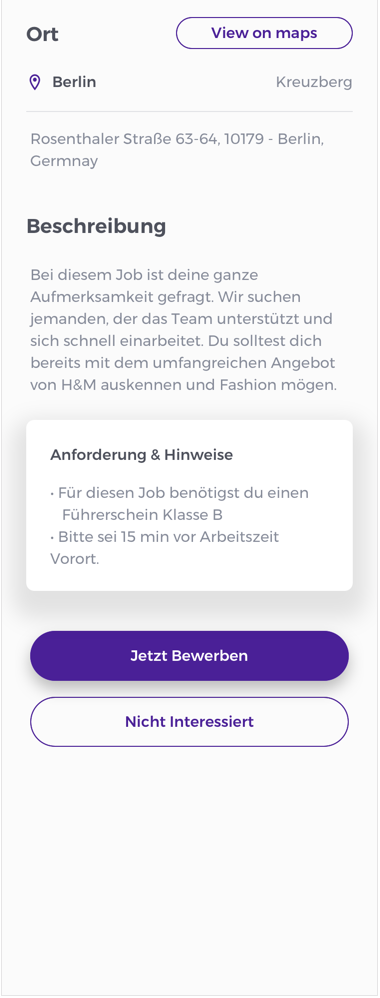 Ort
View on maps
Berlin
Kreuzberg
Rosenthaler Straße 63-64, 10179 - Berlin,
Germnay
Beschreibung
Bei diesem Job ist deine ganze
Aufmerksamkeit gefragt. Wir suchen
jemanden, der das Team unterstützt und
sich schnell einarbeitet. Du solltest dich
bereits mit dem umfangreichen Angebot
von H&M auskennen und Fashion mögen.
Anforderung & Hinweise
• Für diesen Job benötigst du einen
Führerschein Klasse B
• Bitte sei 15 min vor Arbeitszeit
Vorort.
Jetzt Bewerben
Nicht Interessiert